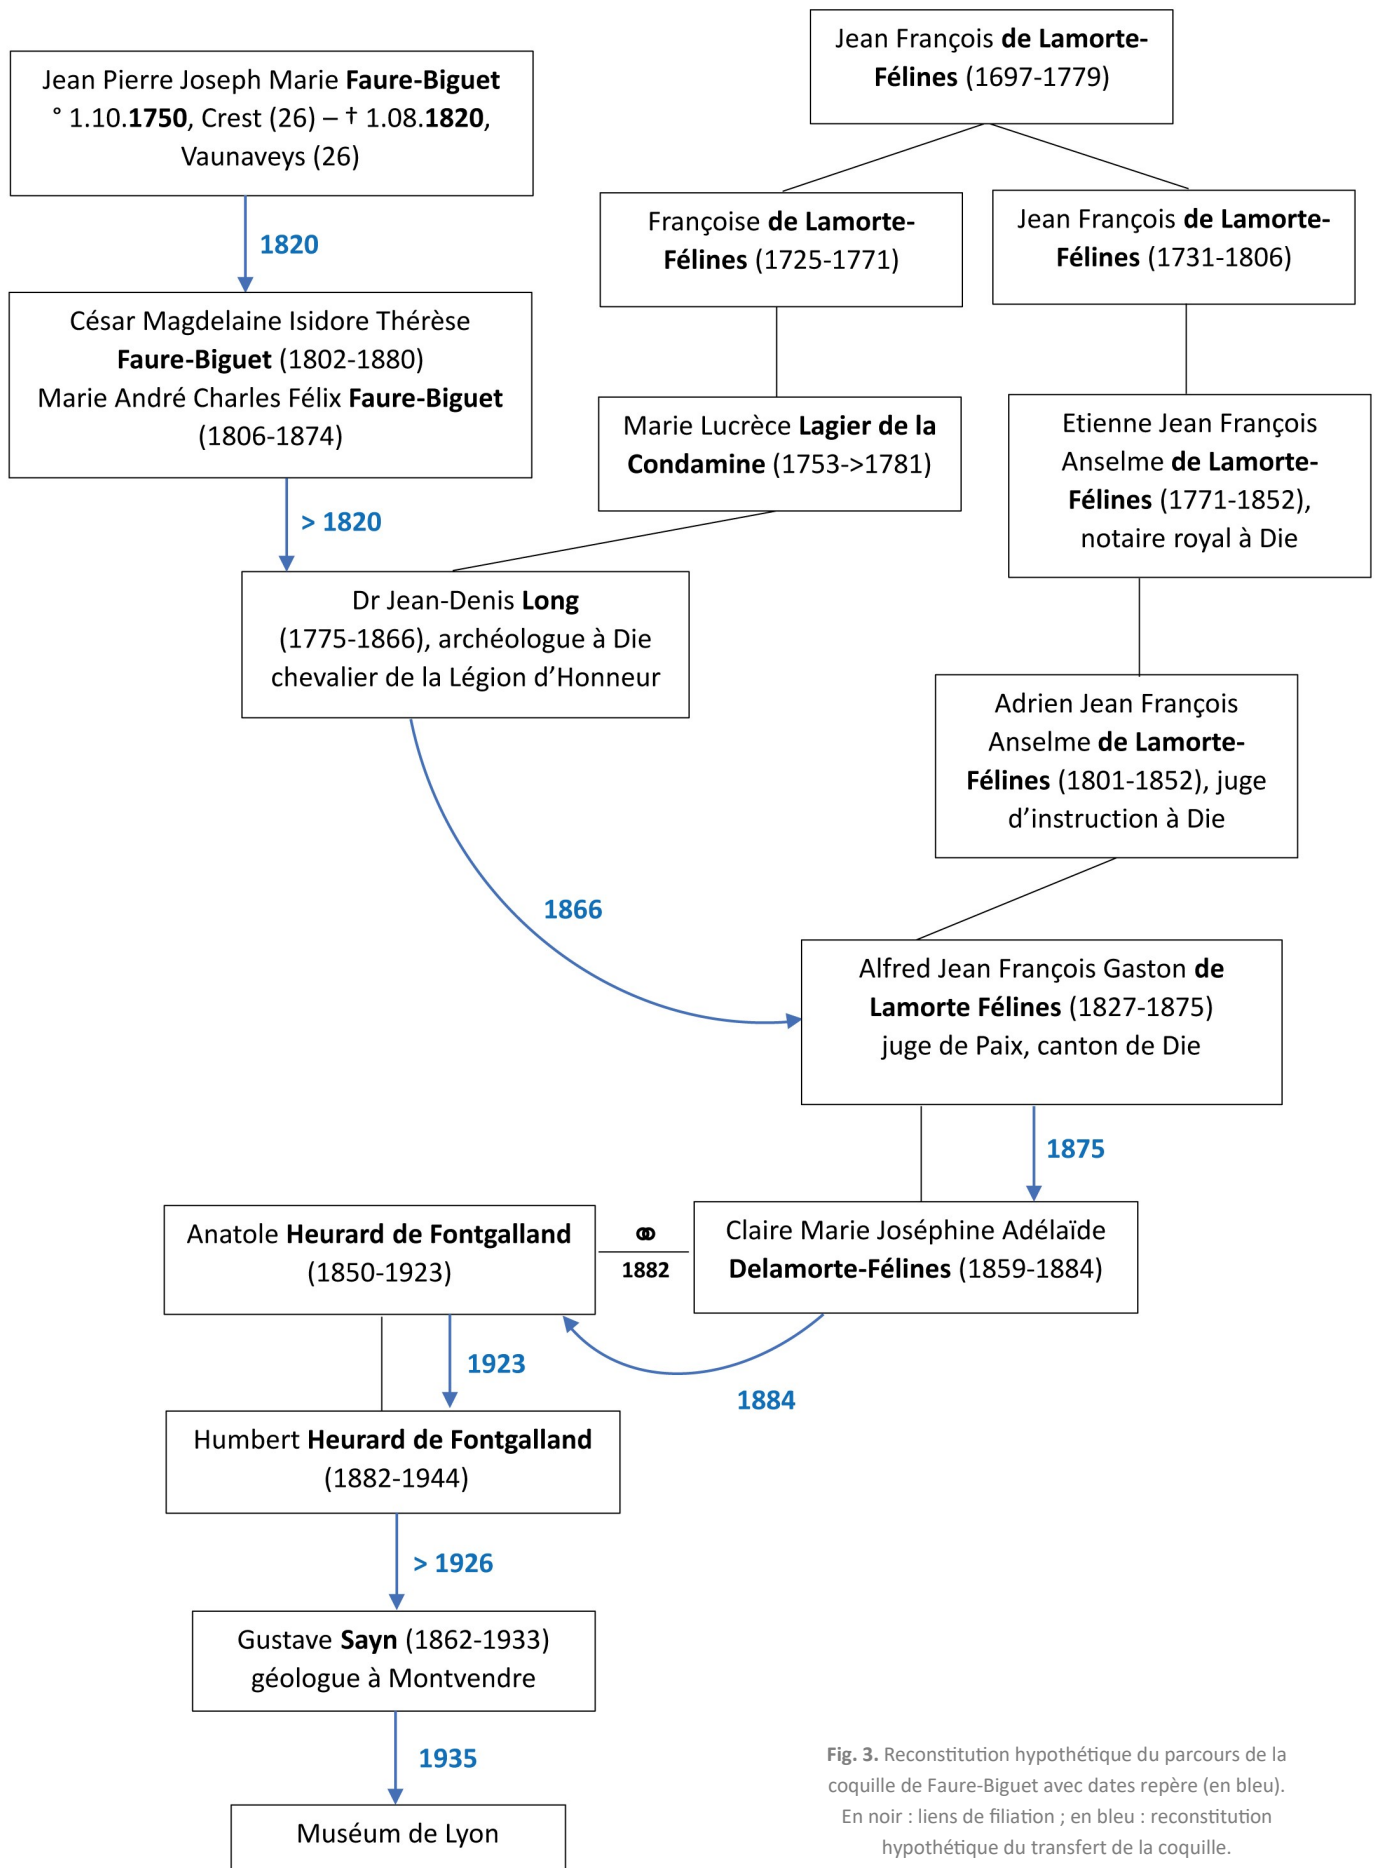 Jean François de Lamorte-
Félines (1697-1779)
Jean Pierre Joseph Marie Faure-Biguet
° 1.10.1750, Crest (26) – † 1.08.1820,
Vaunaveys (26)
Françoise de Lamorte-
Félines (1725-1771)
Jean François de Lamorte-
Félines (1731-1806)
1820
César Magdelaine Isidore Thérèse
Faure-Biguet (1802-1880)
Marie André Charles Félix Faure-Biguet
(1806-1874)
Marie Lucrèce Lagier de la
Condamine (1753->1781)
Etienne Jean François
Anselme de Lamorte-
Félines (1771-1852),
notaire royal à Die
> 1820
Dr Jean-Denis Long
(1775-1866), archéologue à Die
chevalier de la Légion d’Honneur
Adrien Jean François
Anselme de Lamorte-
Félines (1801-1852), juge
d’instruction à Die
1866
Alfred Jean François Gaston de
Lamorte Félines (1827-1875)
juge de Paix, canton de Die
1875
Anatole Heurard de Fontgalland
(1850-1923)
⚭
1882
Claire Marie Joséphine Adélaïde
Delamorte-Félines (1859-1884)
1923
1884
Humbert Heurard de Fontgalland
(1882-1944)
> 1926
Gustave Sayn (1862-1933)
géologue à Montvendre
1935
Muséum de Lyon
Fig. 3. Reconstitution hypothétique du parcours de la
coquille de Faure-Biguet avec dates repère (en bleu).
En noir : liens de filiation ; en bleu : reconstitution
hypothétique du transfert de la coquille.